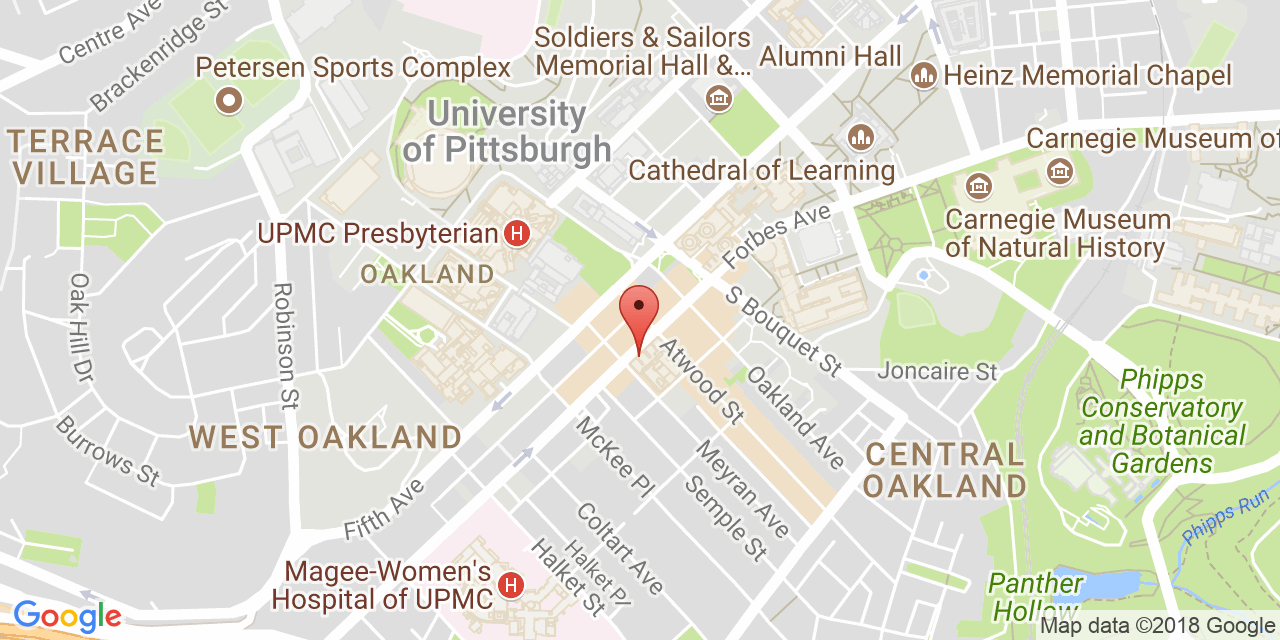 Centre Ave
Brackenridge St
Petersen Sports Complex
Soldiers & Sailors
Memorial Hall &...
Alumni Hall
Heinz Memorial Chapel
University
of Pittsburgh
TERRACE
VILLAGE
Carnegie Museum of
Cathedral of Learning
Carnegie Museum
of Natural History
UPMC Presbyterian
H
Forbes Ave
OAKLAND
Oak Hill Dr
Robinson St
S Bouquet St
Atwood St
Oakland Ave
Joncaire St
Phipps
Conservatory
and Botanical
Gardens
WEST OAKLAND
Burrows St
McKee Pl
Meyran Ave
Semple St
CENTRAL
OAKLAND
Fifth Ave
Coltart Ave
Halket Pl
Halket St
Phipps Run
Magee-Women's
Hospital of UPMC
H
Panther
Hollow
Google
Map data ©2018 Google